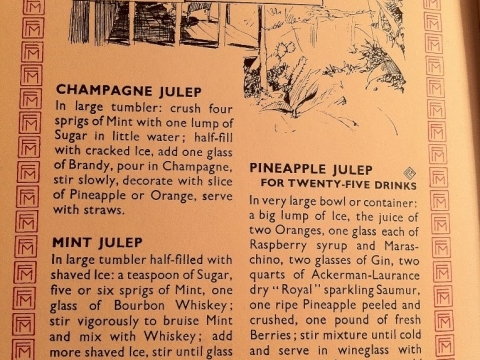 CHAMPAGNE JULEP
In large tumbler: crush four
sprigs of Mint with one lump of
Sugar in little water; half-fill
with cracked Ice, add one glass
of Brandy, pour in Champagne,
stir slowly, decorate with slice
of Pineapple or Orange, serve
with straws.
MINT JULEP
In large tumbler half-filled with
shaved Ice: a teaspoon of Sugar,
five or six sprigs of Mint, one
glass of Bourbon Whiskey;
stir vigorously to bruise Mint
and mix with Whiskey; add
more shaved Ice, stir until glass
PINEAPPLE JULEP
FOR TWENTY-FIVE DRINKS
In very large bowl or container:
a big lump of Ice, the juice of
two Oranges, one glass each of
Raspberry syrup and Maras-
chino, two glasses of Gin, two
quarts of Ackerman-Laurance
dry "Royal" sparkling Saumur,
one ripe Pineapple peeled and
crushed, one pound of fresh
Berries; stir mixture until cold
and serve in wineglass with